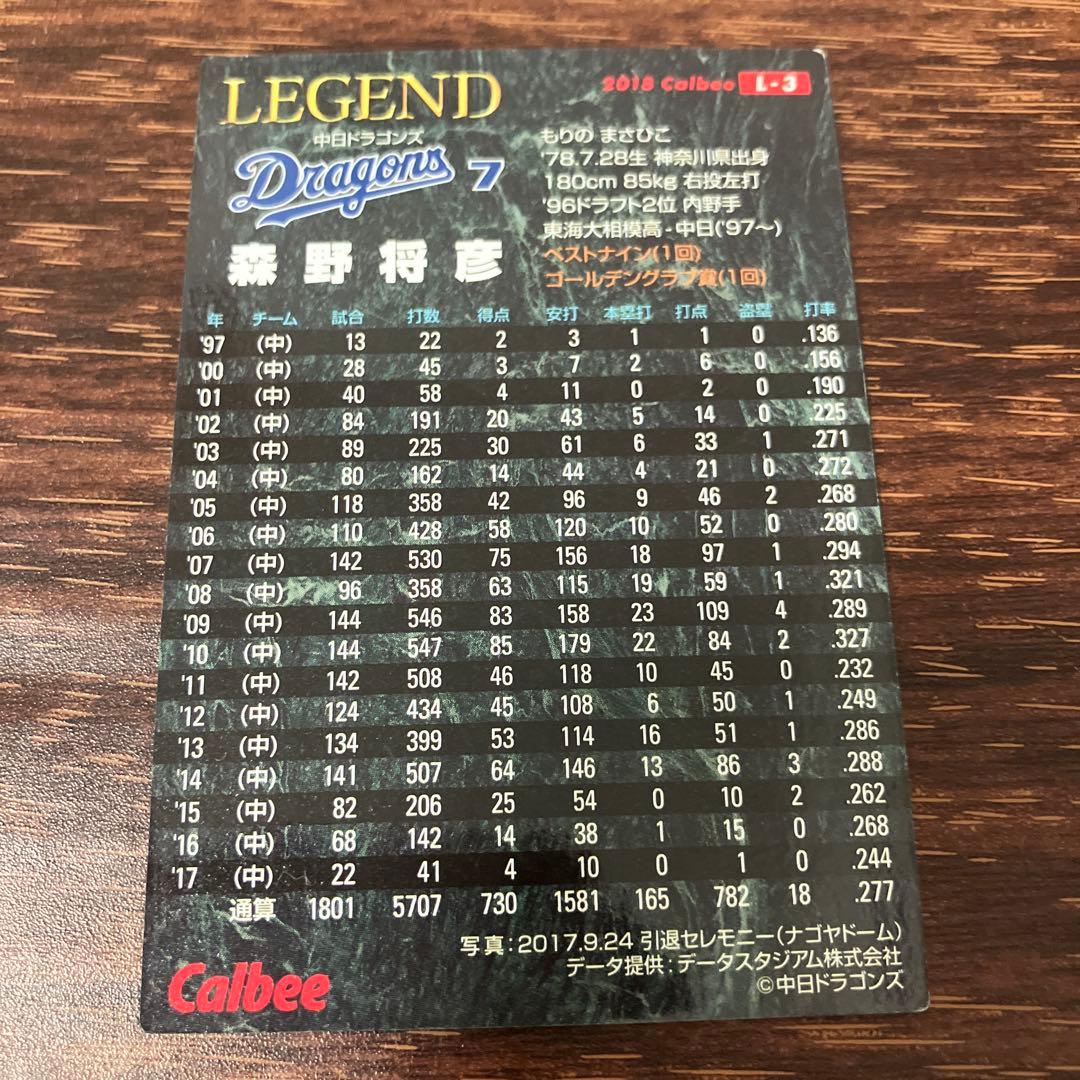 LEGEND
2018 Calbee L-3
中日ドラゴンズ
Dragons 7
森野将彦
もりの まさひこ
'78.7.28生 神奈川県出身
180cm 85kg 右投左打
'96ドラフト2位 内野手
東海大相模高-中日('97〜)
ベストナイン(1回)
ゴールデングラブ賞(1回)
年 チーム 試合 打数 得点 安打 本塁打 打点 盗塁 打率
'97 (中) 13 22 2 3 1 1 0 .136
'00 (中) 28 45 3 7 2 6 0 .156
'01 (中) 40 58 4 11 0 2 0 .190
'02 (中) 84 191 20 43 5 14 0 .225
'03 (中) 89 225 30 61 6 33 1 .271
'04 (中) 80 162 14 44 4 21 0 .272
'05 (中) 118 358 42 96 9 46 2 .268
'06 (中) 110 428 58 120 10 52 0 .280
'07 (中) 142 530 75 156 18 97 1 .294
'08 (中) 96 358 63 115 19 59 1 .321
'09 (中) 144 546 83 158 23 109 4 .289
'10 (中) 144 547 85 179 22 84 2 .327
'11 (中) 142 508 46 118 10 45 0 .232
'12 (中) 124 434 45 108 6 50 1 .249
'13 (中) 134 399 53 114 16 51 1 .286
'14 (中) 141 507 64 146 13 86 3 .288
'15 (中) 82 206 25 54 0 10 2 .262
'16 (中) 68 142 14 38 1 15 0 .268
'17 (中) 22 41 4 10 0 1 0 .244
通算 1801 5707 730 1581 165 782 18 .277
写真:2017.9.24 引退セレモニー(ナゴヤドーム)
データ提供:データスタジアム株式会社
©中日ドラゴンズ
Calbee